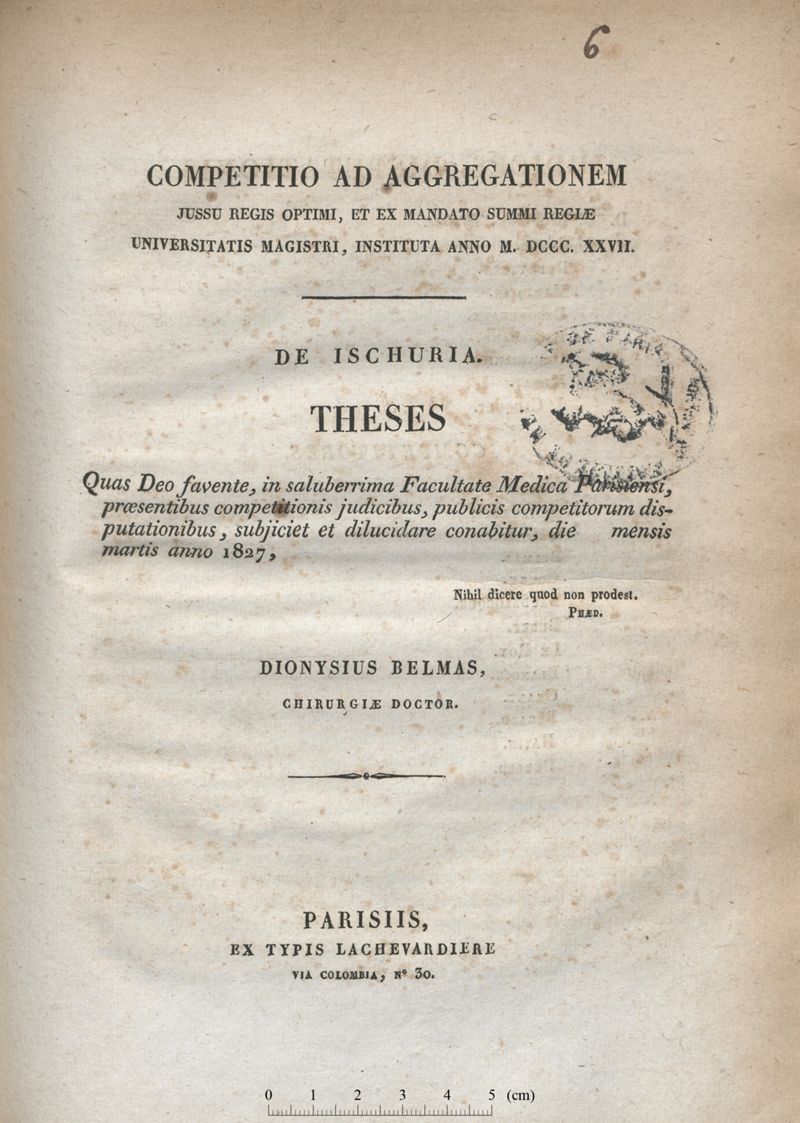 6
COMPETITIO AD AGGREGATIONEM
JUSSU REGIS OPTIMI, ET EX MANDATO SUMMI REGIÆ
UNIVERSITATIS MAGISTRI, INSTITUTA ANNO M. DCCC. XXVII.
DE ISCHURIA.
THESES
DE PARIS
Quas Deo favente, in saluberrima Facultate Medica Parisiensi,
præsentibus competitionis judicibus, publicis competitorum dis-
putationibus, subjiciet et dilucidare conabitur, die mensis
martis anno 1827,
Nihil dicere quod non prodest.
PHÆD.
DIONYSIUS BELMAS,
CHIRURGIÆ DOCTOR.
PARISIIS,
EX TYPIS LACHEVARDIERE
VIA COLOMBIA, N° 30.
0 1 2 3 4 5 (cm)